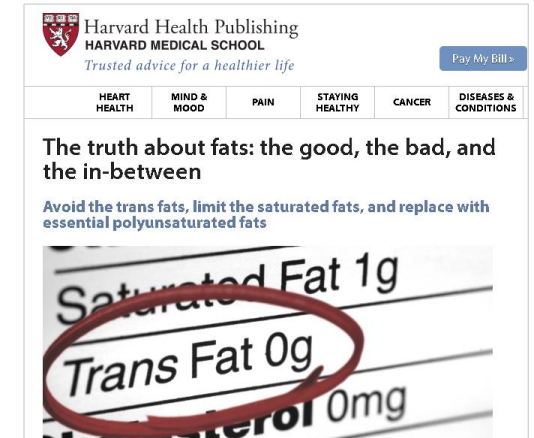 Harvard Health Publishing
HARVARD MEDICAL SCHOOL
Trusted advice for a healthier life
Pay My Bill »
HEART
HEALTH
MIND &
MOOD
PAIN
STAYING
HEALTHY
CANCER
DISEASES &
CONDITIONS
The truth about fats: the good, the bad, and
the in-between
Avoid the trans fats, limit the saturated fats, and replace with
essential polyunsaturated fats
Saturated Fat 1g
Trans Fat 0g
0mg